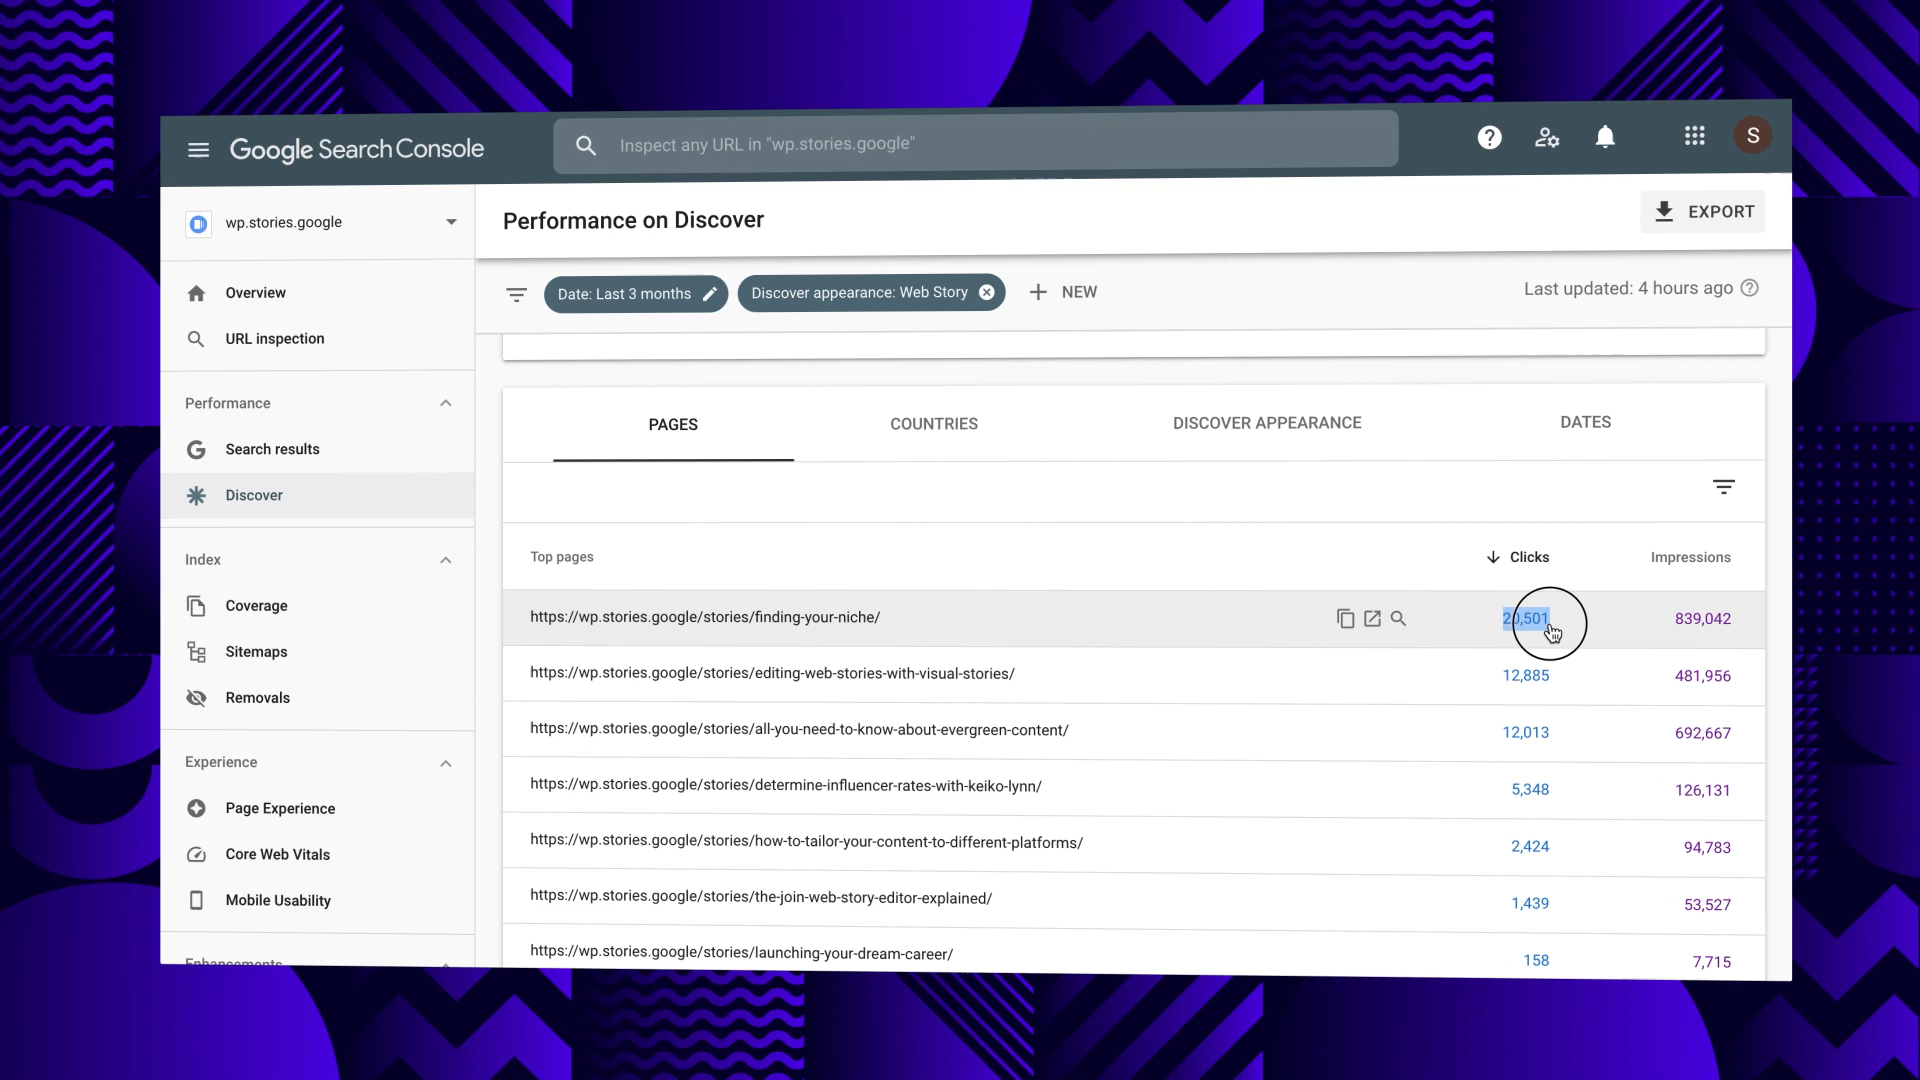 Google Search Console
Inspect any URL in "wp.stories.google"
S
wp.stories.google
Performance on Discover
EXPORT
Overview
URL inspection
Date: Last 3 months
Discover appearance: Web Story
NEW
Last updated: 4 hours ago
Performance
Search results
Discover
PAGES
COUNTRIES
DISCOVER APPEARANCE
DATES
Index
Coverage
Sitemaps
Removals
Experience
Page Experience
Core Web Vitals
Mobile Usability
Enhancements
Top pages
Clicks
Impressions
https://wp.stories.google/stories/finding-your-niche/ 20,501 839,042
https://wp.stories.google/stories/editing-web-stories-with-visual-stories/ 12,885 481,956
https://wp.stories.google/stories/all-you-need-to-know-about-evergreen-content/ 12,013 692,667
https://wp.stories.google/stories/determine-influencer-rates-with-keiko-lynn/ 5,348 126,131
https://wp.stories.google/stories/how-to-tailor-your-content-to-different-platforms/ 2,424 94,783
https://wp.stories.google/stories/the-join-web-story-editor-explained/ 1,439 53,527
https://wp.stories.google/stories/launching-your-dream-career/ 158 7,715